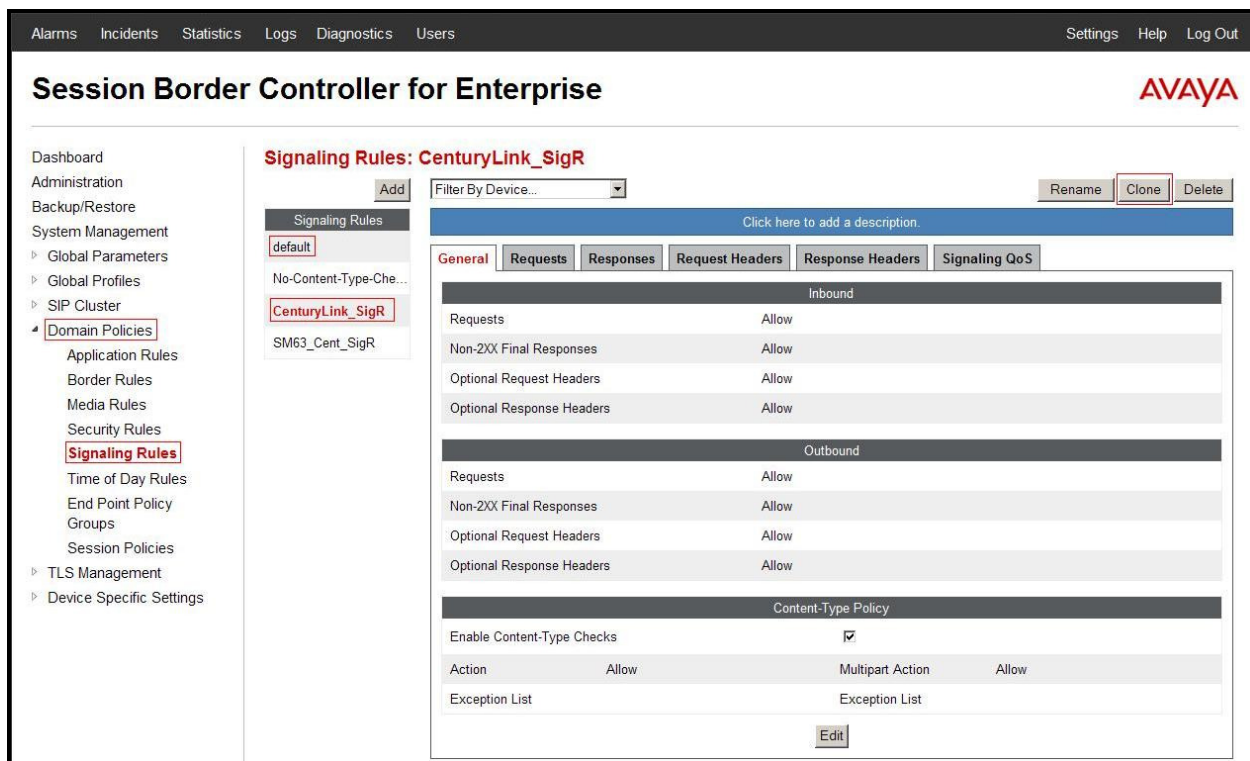 Alarms Incidents Statistics Logs Diagnostics Users Settings Help Log Out
Session Border Controller for Enterprise
AVAYA
Dashboard
Administration
Backup/Restore
System Management
Global Parameters
Global Profiles
SIP Cluster
Domain Policies
Application Rules
Border Rules
Media Rules
Security Rules
Signaling Rules
Time of Day Rules
End Point Policy
Groups
Session Policies
TLS Management
Device Specific Settings
Signaling Rules: CenturyLink_SigR
Add
Filter By Device...
Rename Clone Delete
Signaling Rules
default
No-Content-Type-Che...
CenturyLink_SigR
SM63_Cent_SigR
Click here to add a description.
General Requests Responses Request Headers Response Headers Signaling QoS
Inbound
Requests Allow
Non-2XX Final Responses Allow
Optional Request Headers Allow
Optional Response Headers Allow
Outbound
Requests Allow
Non-2XX Final Responses Allow
Optional Request Headers Allow
Optional Response Headers Allow
Content-Type Policy
Enable Content-Type Checks
Action Allow Multipart Action Allow
Exception List Exception List
Edit